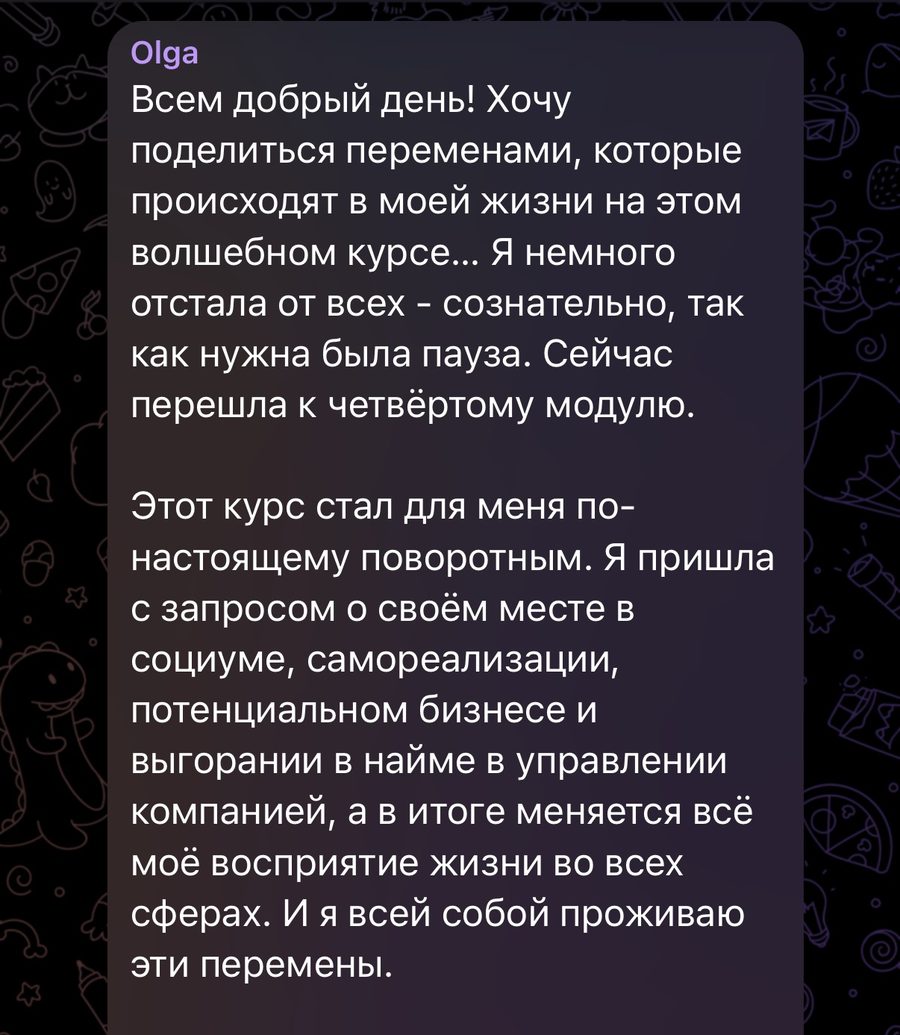 Olga
Всем добрый день! Хочу
поделиться переменами, которые
происходят в моей жизни на этом
волшебном курсе... Я немного
отстала от всех - сознательно, так
как нужна была пауза. Сейчас
перешла к четвёртому модулю.
Этот курс стал для меня по-
настоящему поворотным. Я пришла
с запросом о своём месте в
социуме, самореализации,
потенциальном бизнесе и
выгорании в найме в управлении
компанией, а в итоге меняется всё
моё восприятие жизни во всех
сферах. И я всей собой проживаю
эти перемены.